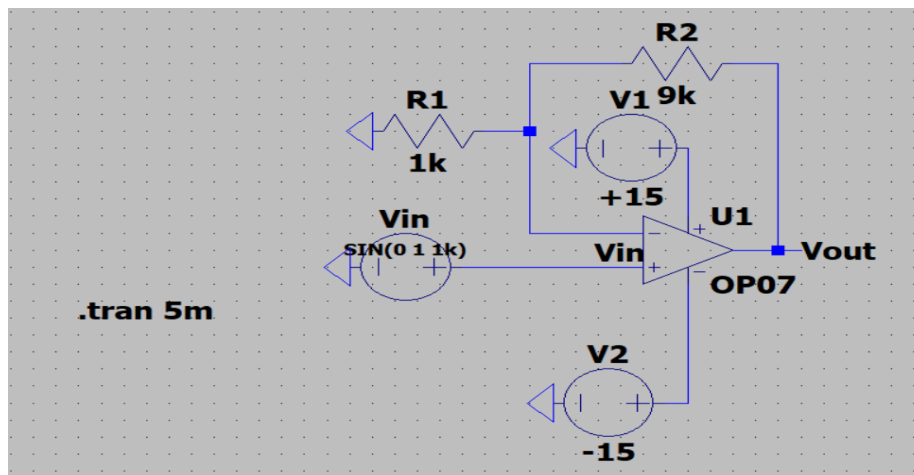 R2
9k
R1
1k
V1
+15
U1
Vin
SIN(0 1 1k)
Vin
Vout
OP07
.tran 5m
V2
-15